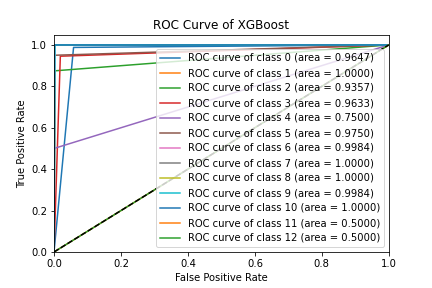 ROC Curve of XGBoost
True Positive Rate
1.0
0.8
0.6
0.4
0.2
0.0
ROC curve of class 0 (area = 0.9647)
ROC curve of class 1 (area = 1.0000)
ROC curve of class 2 (area = 0.9357)
ROC curve of class 3 (area = 0.9633)
ROC curve of class 4 (area = 0.7500)
ROC curve of class 5 (area = 0.9750)
ROC curve of class 6 (area = 0.9984)
ROC curve of class 7 (area = 1.0000)
ROC curve of class 8 (area = 1.0000)
ROC curve of class 9 (area = 0.9984)
ROC curve of class 10 (area = 1.0000)
ROC curve of class 11 (area = 0.5000)
ROC curve of class 12 (area = 0.5000)
0.0 0.2 0.4 0.6 0.8 1.0
False Positive Rate